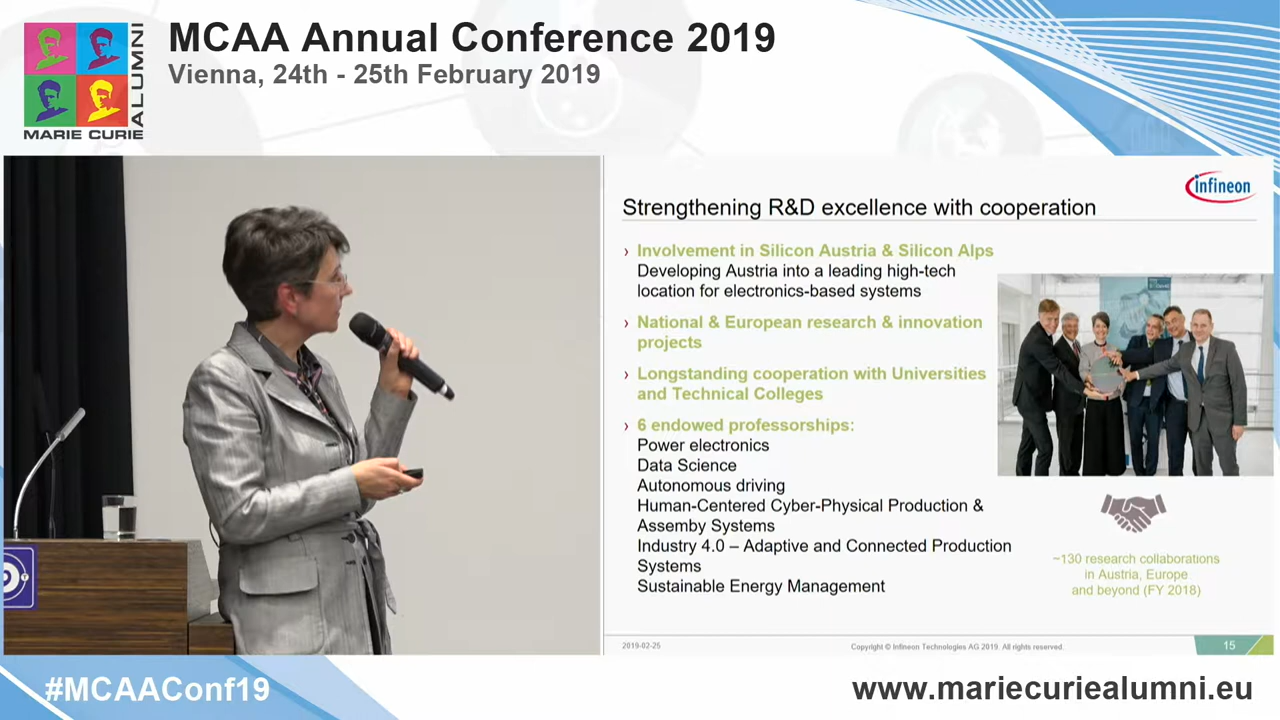 MCAA Annual Conference 2019
Vienna, 24th - 25th February 2019
ALUMNI
MARIE CURIE
infineon
Strengthening R&D excellence with cooperation
› Involvement in Silicon Austria & Silicon Alps
Developing Austria into a leading high-tech
location for electronics-based systems
› National & European research & innovation
projects
› Longstanding cooperation with Universities
and Technical Colleges
› 6 endowed professorships:
Power electronics
Data Science
Autonomous driving
Human-Centered Cyber-Physical Production &
Assemby Systems
Industry 4.0 – Adaptive and Connected Production
Systems
Sustainable Energy Management
~130 research collaborations
in Austria, Europe
and beyond (FY 2018)
2019-02-25
Copyright © Infineon Technologies AG 2019. All rights reserved.
15
#MCAAConf19
www.mariecuriealumni.eu